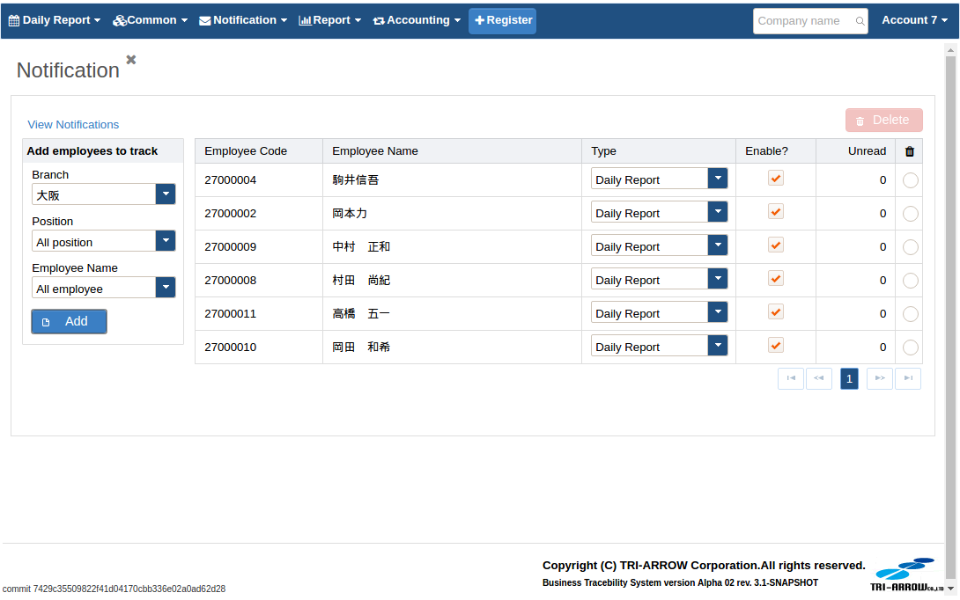 Daily Report Common Notification Report Accounting Register Company name Account 7
Notification
View Notifications
Delete
Add employees to track
Branch
大阪
Position
All position
Employee Name
All employee
Add
Employee Code Employee Name Type Enable? Unread
27000004 駒井信吾 Daily Report 0
27000002 岡本力 Daily Report 0
27000009 中村 正和 Daily Report 0
27000008 村田 尚紀 Daily Report 0
27000011 高橋 五一 Daily Report 0
27000010 岡田 和希 Daily Report 0
1
Copyright (C) TRI-ARROW Corporation.All rights reserved.
Business Tracebility System version Alpha 02 rev. 3.1-SNAPSHOT
TRI-ARROW
commit 7429c35509822f41d04170cbb336e02a0ad62d28